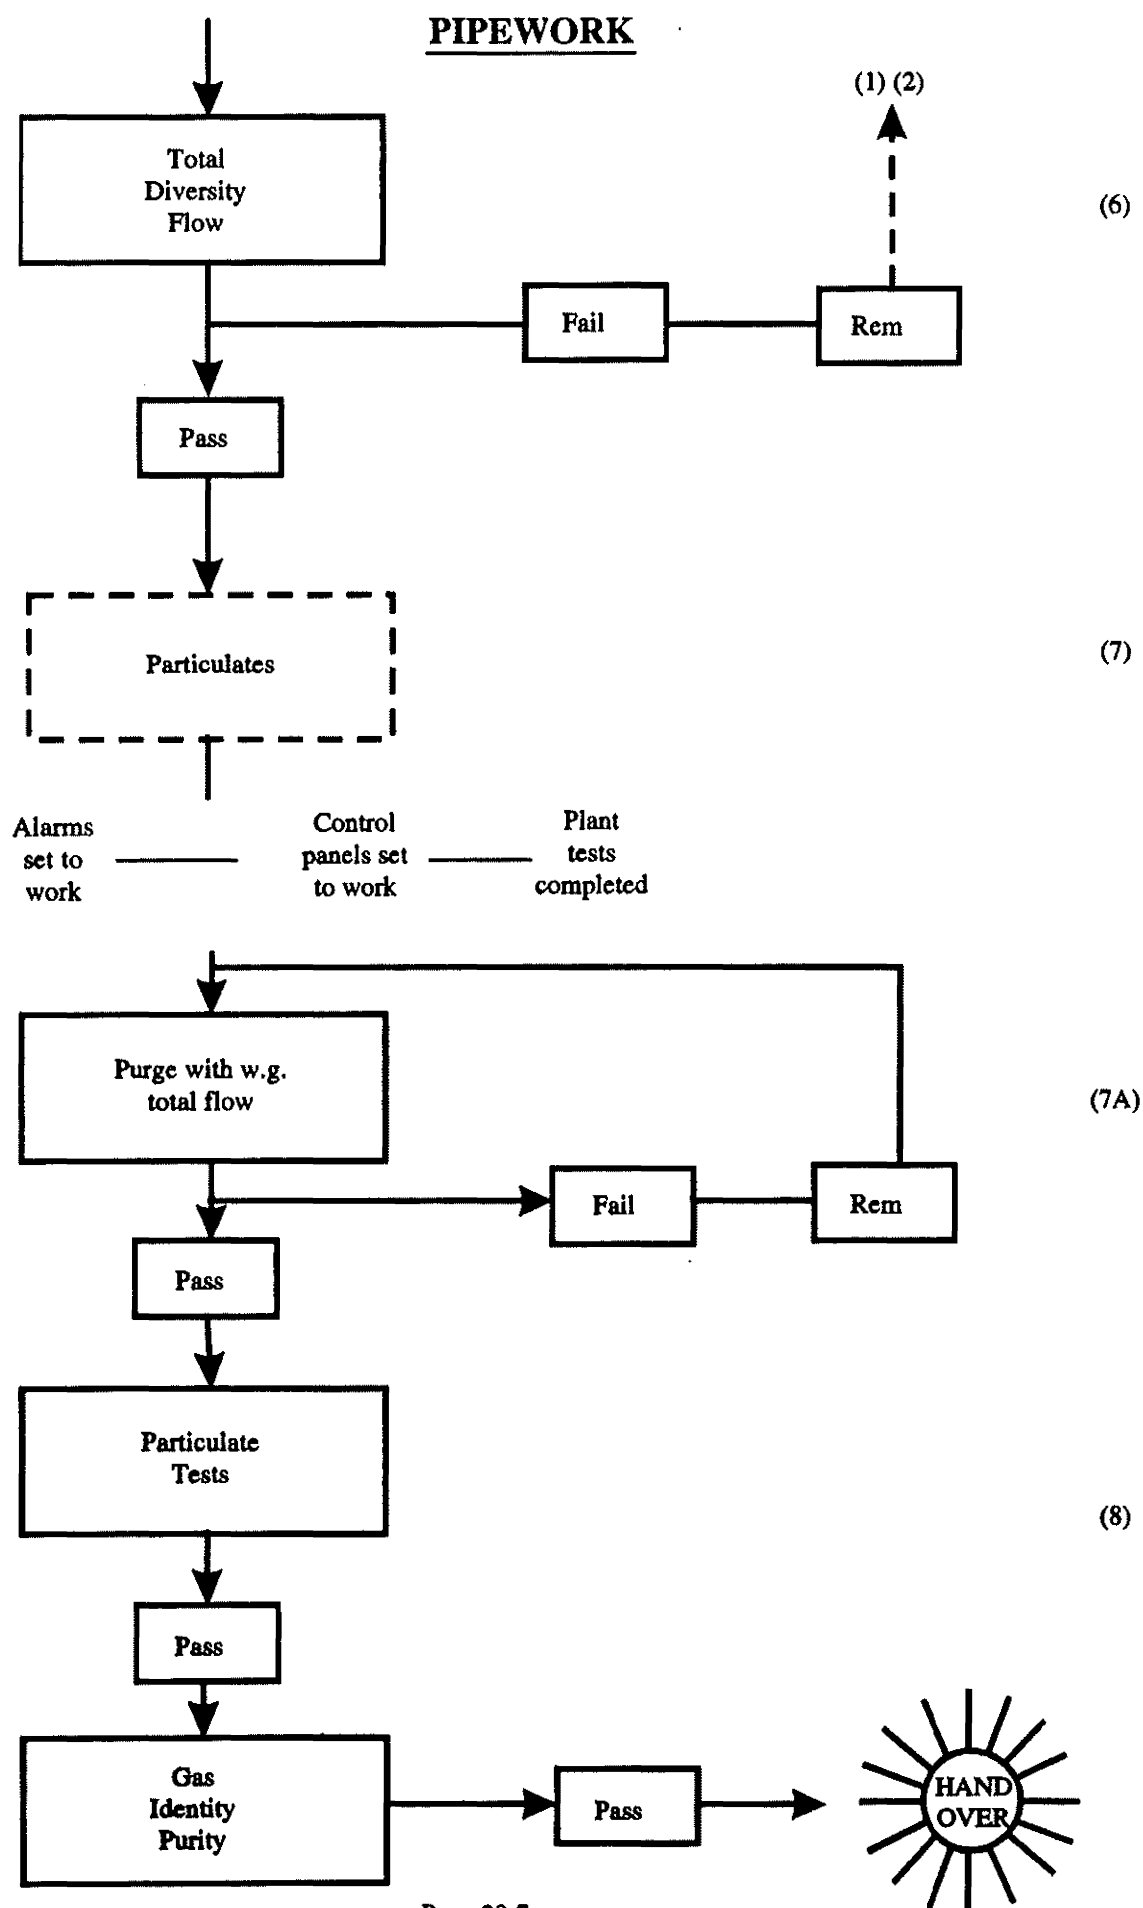 PIPEWORK
(1) (2)
Total
Diversity
Flow
(6)
Fail
Rem
Pass
Particulates
(7)
Alarms
set to
work
Control
panels set
to work
Plant
tests
completed
Purge with w.g.
total flow
(7A)
Fail
Rem
Pass
Particulate
Tests
(8)
Pass
Gas
Identity
Purity
Pass
HAND
OVER